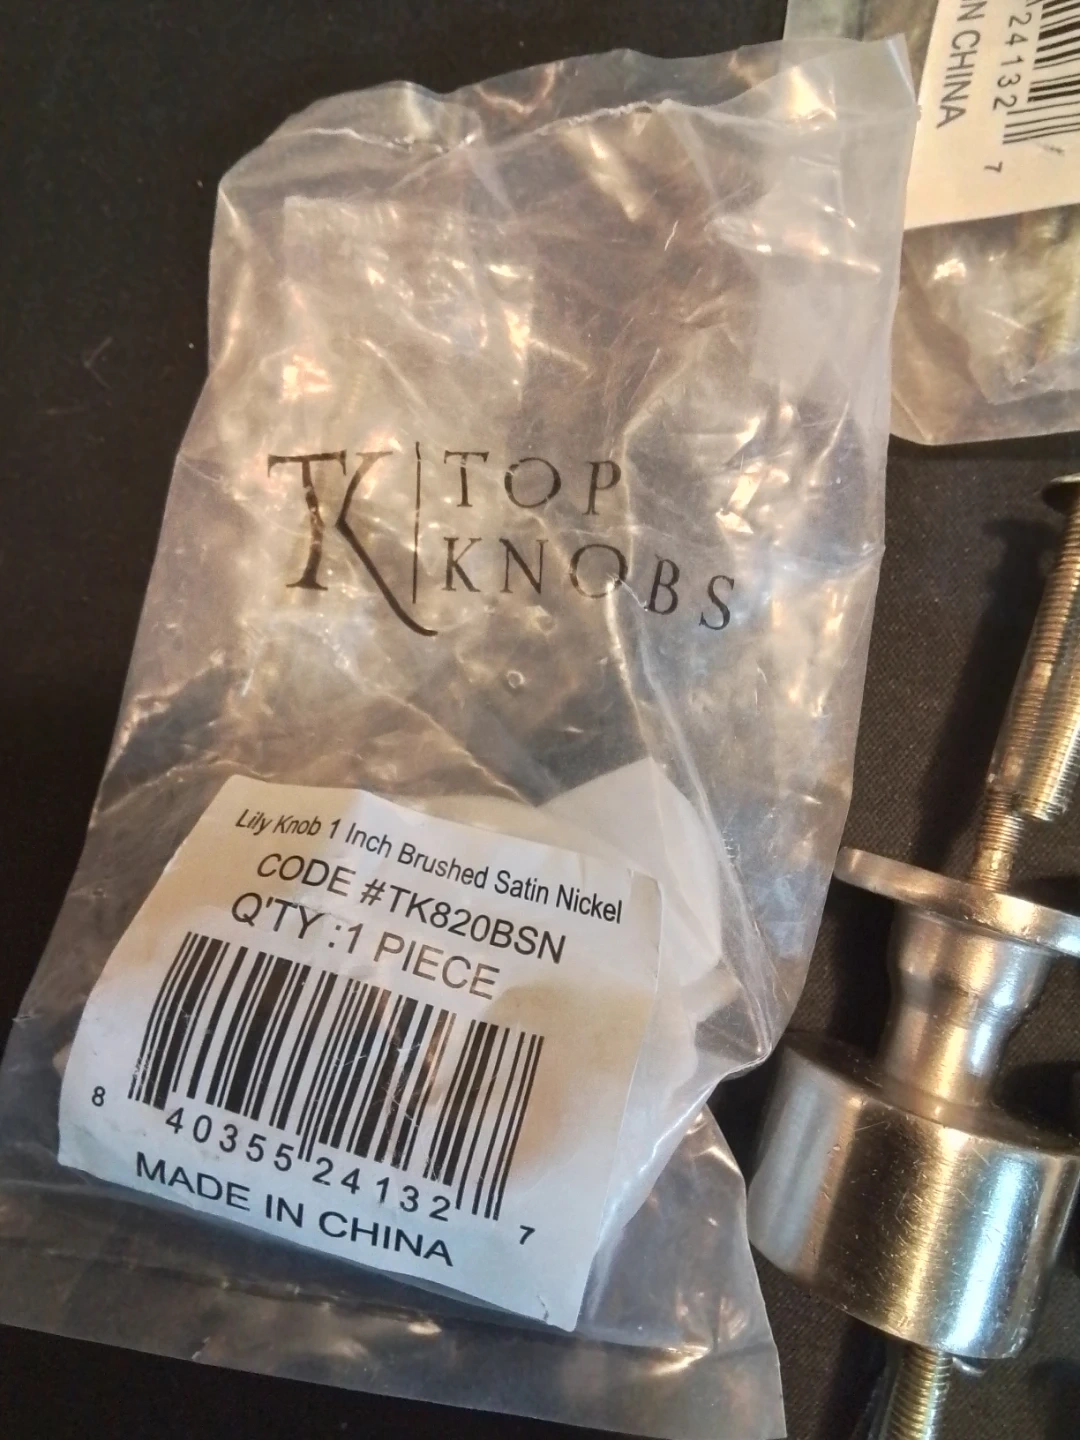 TK TOP
KNOBS
Lily Knob 1 Inch Brushed Satin Nickel
CODE #TK820BSN
Q'TY :1 PIECE
8 40355 24132 7
MADE IN CHINA
24132 7
N CHINA